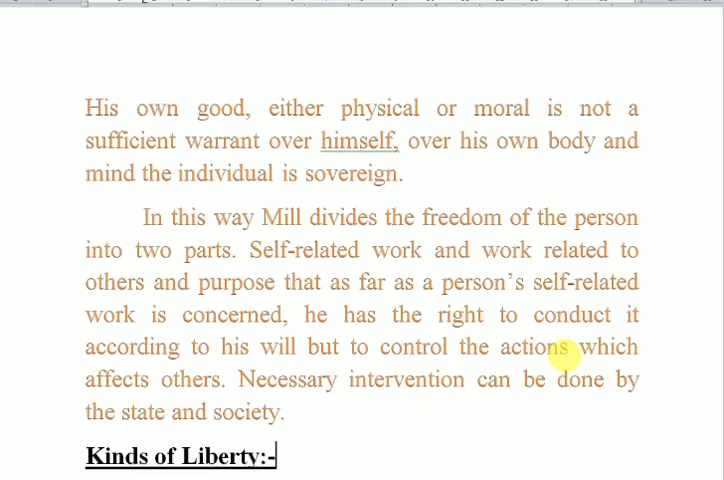 His own good, either physical or moral is not a
sufficient warrant over himself, over his own body and
mind the individual is sovereign.
In this way Mill divides the freedom of the person
into two parts. Self-related work and work related to
others and purpose that as far as a person’s self-related
work is concerned, he has the right to conduct it
according to his will but to control the actions which
affects others. Necessary intervention can be done by
the state and society.
Kinds of Liberty:-